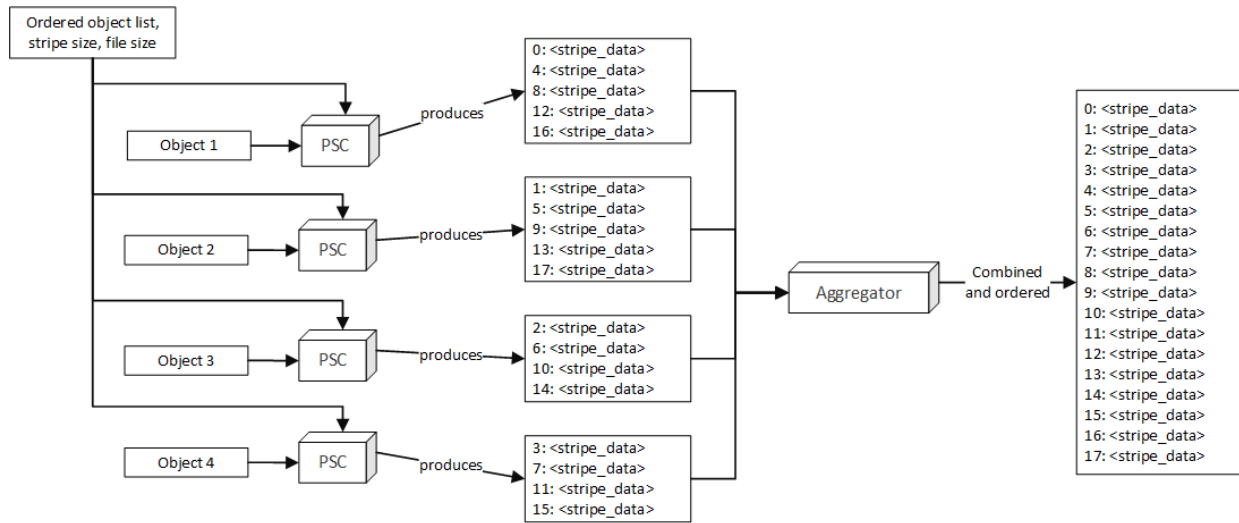 Ordered object list,
stripe size, file size
Object 1
PSC
produces
0: <stripe_data>
4: <stripe_data>
8: <stripe_data>
12: <stripe_data>
16: <stripe_data>
Object 2
PSC
produces
1: <stripe_data>
5: <stripe_data>
9: <stripe_data>
13: <stripe_data>
17: <stripe_data>
Object 3
PSC
produces
2: <stripe_data>
6: <stripe_data>
10: <stripe_data>
14: <stripe_data>
Object 4
PSC
produces
3: <stripe_data>
7: <stripe_data>
11: <stripe_data>
15: <stripe_data>
Aggregator
Combined
and ordered
0: <stripe_data>
1: <stripe_data>
2: <stripe_data>
3: <stripe_data>
4: <stripe_data>
5: <stripe_data>
6: <stripe_data>
7: <stripe_data>
8: <stripe_data>
9: <stripe_data>
10: <stripe_data>
11: <stripe_data>
12: <stripe_data>
13: <stripe_data>
14: <stripe_data>
15: <stripe_data>
16: <stripe_data>
17: <stripe_data>